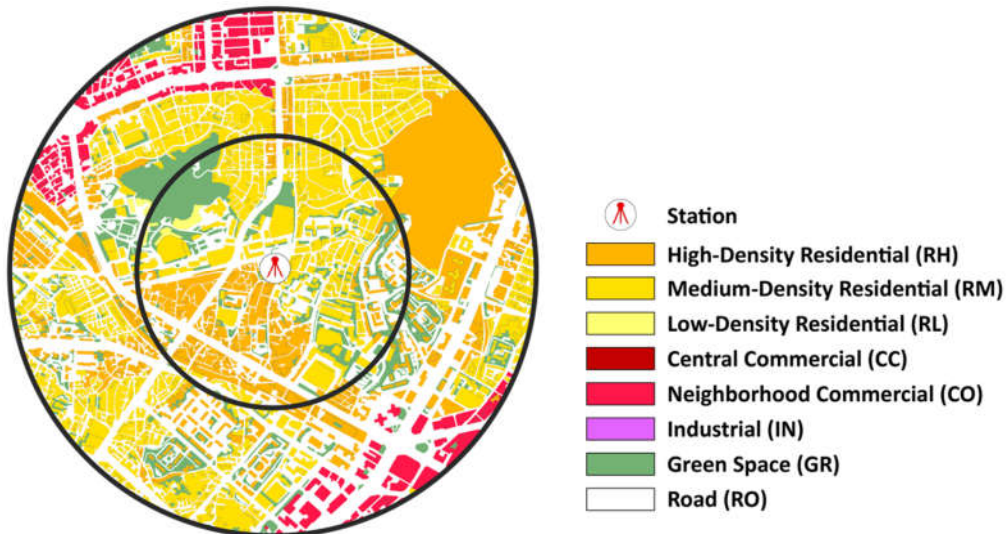 Station
High-Density Residential (RH)
Medium-Density Residential (RM)
Low-Density Residential (RL)
Central Commercial (CC)
Neighborhood Commercial (CO)
Industrial (IN)
Green Space (GR)
Road (RO)